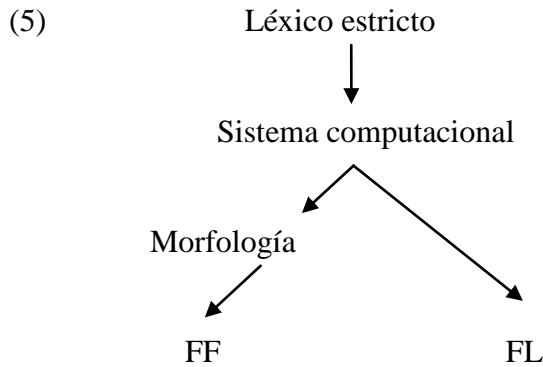 (5) Léxico estricto
Sistema computacional
Morfología
FF FL